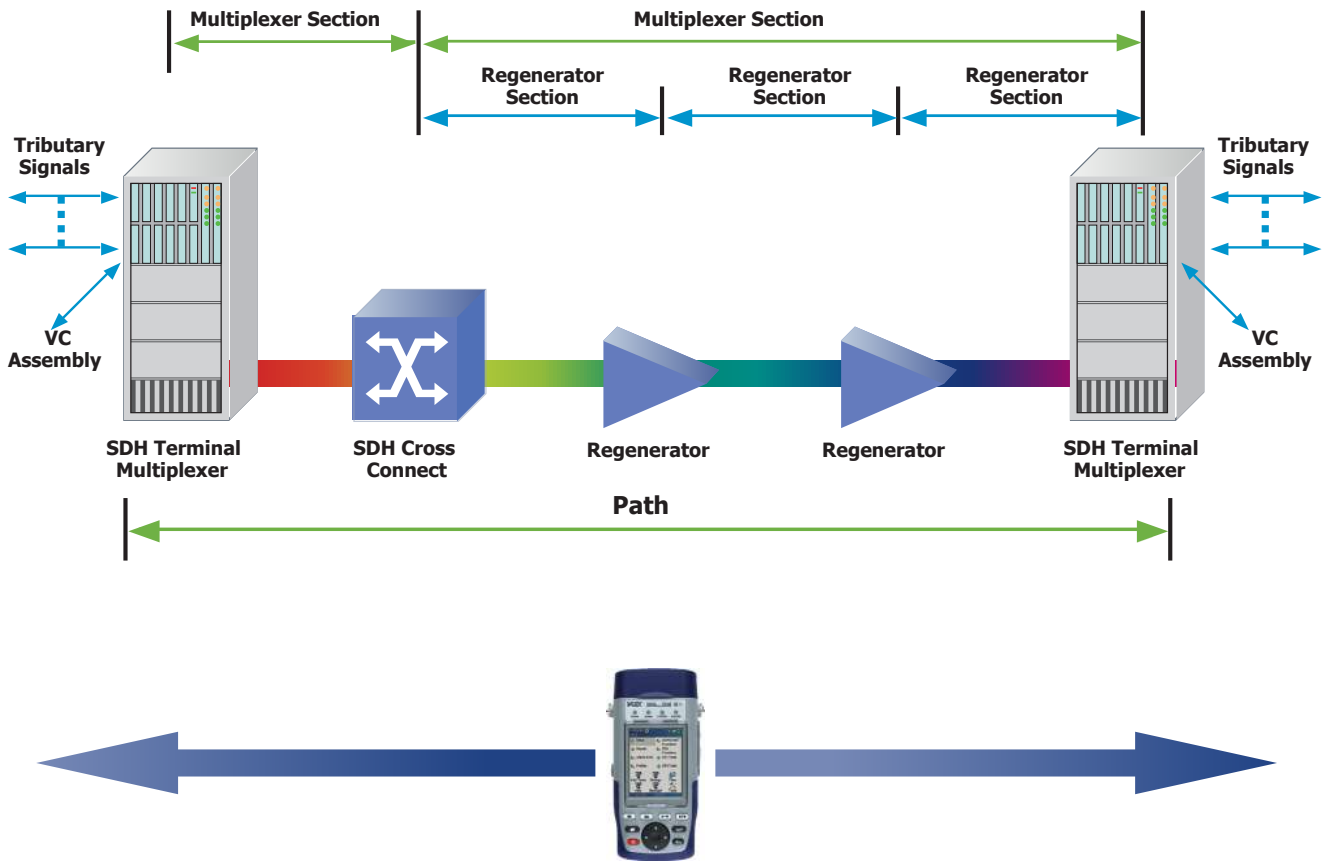 Multiplexer Section
Multiplexer Section
Regenerator
Section
Regenerator
Section
Regenerator
Section
Tributary
Signals
Tributary
Signals
VC
Assembly
VC
Assembly
SDH Terminal
Multiplexer
SDH Cross
Connect
Regenerator
Regenerator
SDH Terminal
Multiplexer
Path